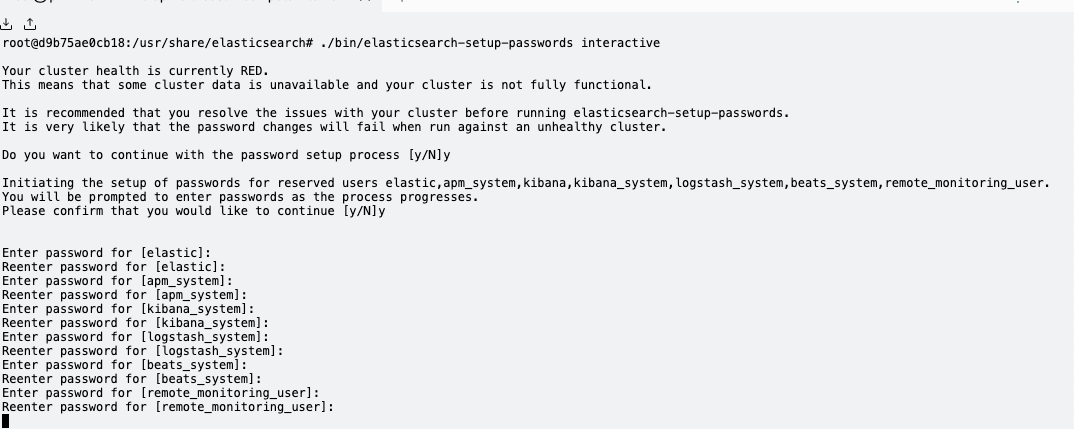 root@d9b75ae0cb18:/usr/share/elasticsearch# ./bin/elasticsearch-setup-passwords interactive
Your cluster health is currently RED.
This means that some cluster data is unavailable and your cluster is not fully functional.
It is recommended that you resolve the issues with your cluster before running elasticsearch-setup-passwords.
It is very likely that the password changes will fail when run against an unhealthy cluster.
Do you want to continue with the password setup process [y/N]y
Initiating the setup of passwords for reserved users elastic,apm_system,kibana,kibana_system,logstash_system,beats_system,remote_monitoring_user.
You will be prompted to enter passwords as the process progresses.
Please confirm that you would like to continue [y/N]y
Enter password for [elastic]:
Reenter password for [elastic]:
Enter password for [apm_system]:
Reenter password for [apm_system]:
Enter password for [kibana_system]:
Reenter password for [kibana_system]:
Enter password for [logstash_system]:
Reenter password for [logstash_system]:
Enter password for [beats_system]:
Reenter password for [beats_system]:
Enter password for [remote_monitoring_user]:
Reenter password for [remote_monitoring_user]: